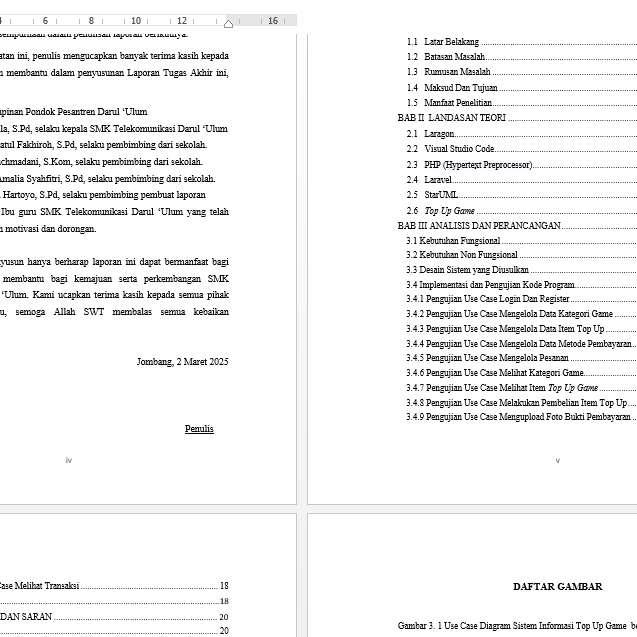 6 8 10 12 16
sempurnaan dalam penulisan laporan berikutnya.
atan ini, penulis mengucapkan banyak terima kasih kepada
n membantu dalam penyusunan Laporan Tugas Akhir ini,
npinan Pondok Pesantren Darul ‘Ulum
la, S.Pd, selaku kepala SMK Telekomunikasi Darul ‘Ulum
atul Fakhiroh, S.Pd, selaku pembimbing dari sekolah.
chmadani, S.Kom, selaku pembimbing dari sekolah.
Amalia Syahfitri, S.Pd, selaku pembimbing dari sekolah.
Hartoyo, S.Pd, selaku pembimbing pembuat laporan
Ibu guru SMK Telekomunikasi Darul ‘Ulum yang telah
n motivasi dan dorongan.
yusun hanya berharap laporan ini dapat bermanfaat bagi
membantu bagi kemajuan serta perkembangan SMK
‘Ulum. Kami ucapkan terima kasih kepada semua pihak
u, semoga Allah SWT membalas semua kebaikan
Jombang, 2 Maret 2025
Penulis
iv
1.1 Latar Belakang
1.2 Batasan Masalah
1.3 Rumusan Masalah
1.4 Maksud Dan Tujuan
1.5 Manfaat Penelitian
BAB II LANDASAN TEORI
2.1 Laragon
2.2 Visual Studio Code
2.3 PHP (Hypertext Preprocessor)
2.4 Laravel
2.5 StarUML
2.6 Top Up Game
BAB III ANALISIS DAN PERANCANGAN
3.1 Kebutuhan Fungsional
3.2 Kebutuhan Non Fungsional
3.3 Desain Sistem yang Diusulkan
3.4 Implementasi dan Pengujian Kode Program
3.4.1 Pengujian Use Case Login Dan Register
3.4.2 Pengujian Use Case Mengelola Data Kategori Game
3.4.3 Pengujian Use Case Mengelola Data Item Top Up
3.4.4 Pengujian Use Case Mengelola Data Metode Pembayaran
3.4.5 Pengujian Use Case Mengelola Pesanan
3.4.6 Pengujian Use Case Melihat Kategori Game
3.4.7 Pengujian Use Case Melihat Item Top Up Game
3.4.8 Pengujian Use Case Melakukan Pembelian Item Top Up
3.4.9 Pengujian Use Case Mengupload Foto Bukti Pembayaran
v
Case Melihat Transaksi 18
18
DAN SARAN 20
20
DAFTAR GAMBAR
Gambar 3. 1 Use Case Diagram Sistem Informasi Top Up Game be